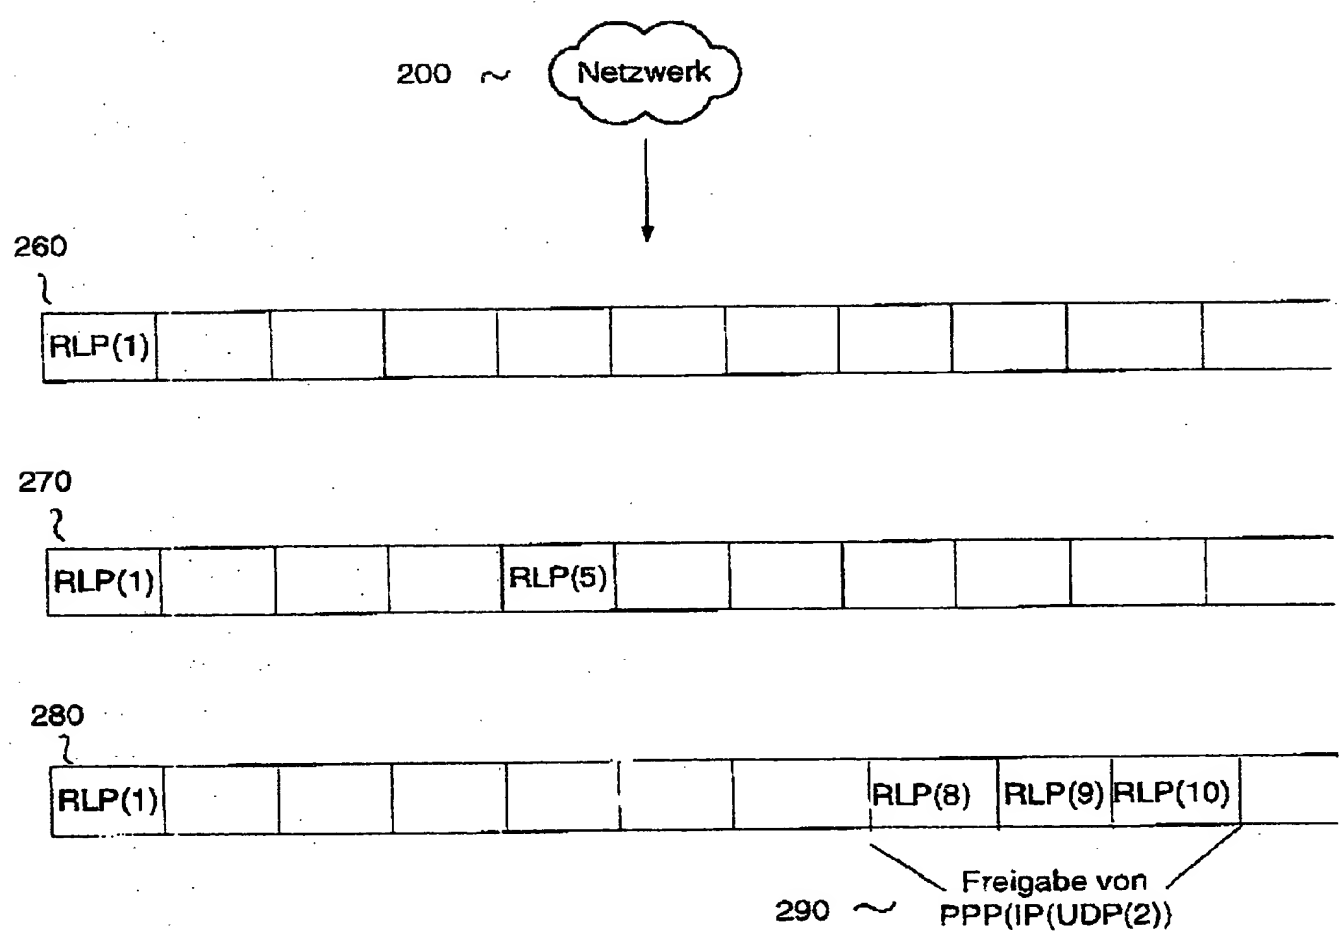 200 ~ Netzwerk
260
RLP(1)
270
RLP(1) RLP(5)
280
RLP(1) RLP(8) RLP(9) RLP(10)
Freigabe von
290 ~ PPP(IP(UDP(2))